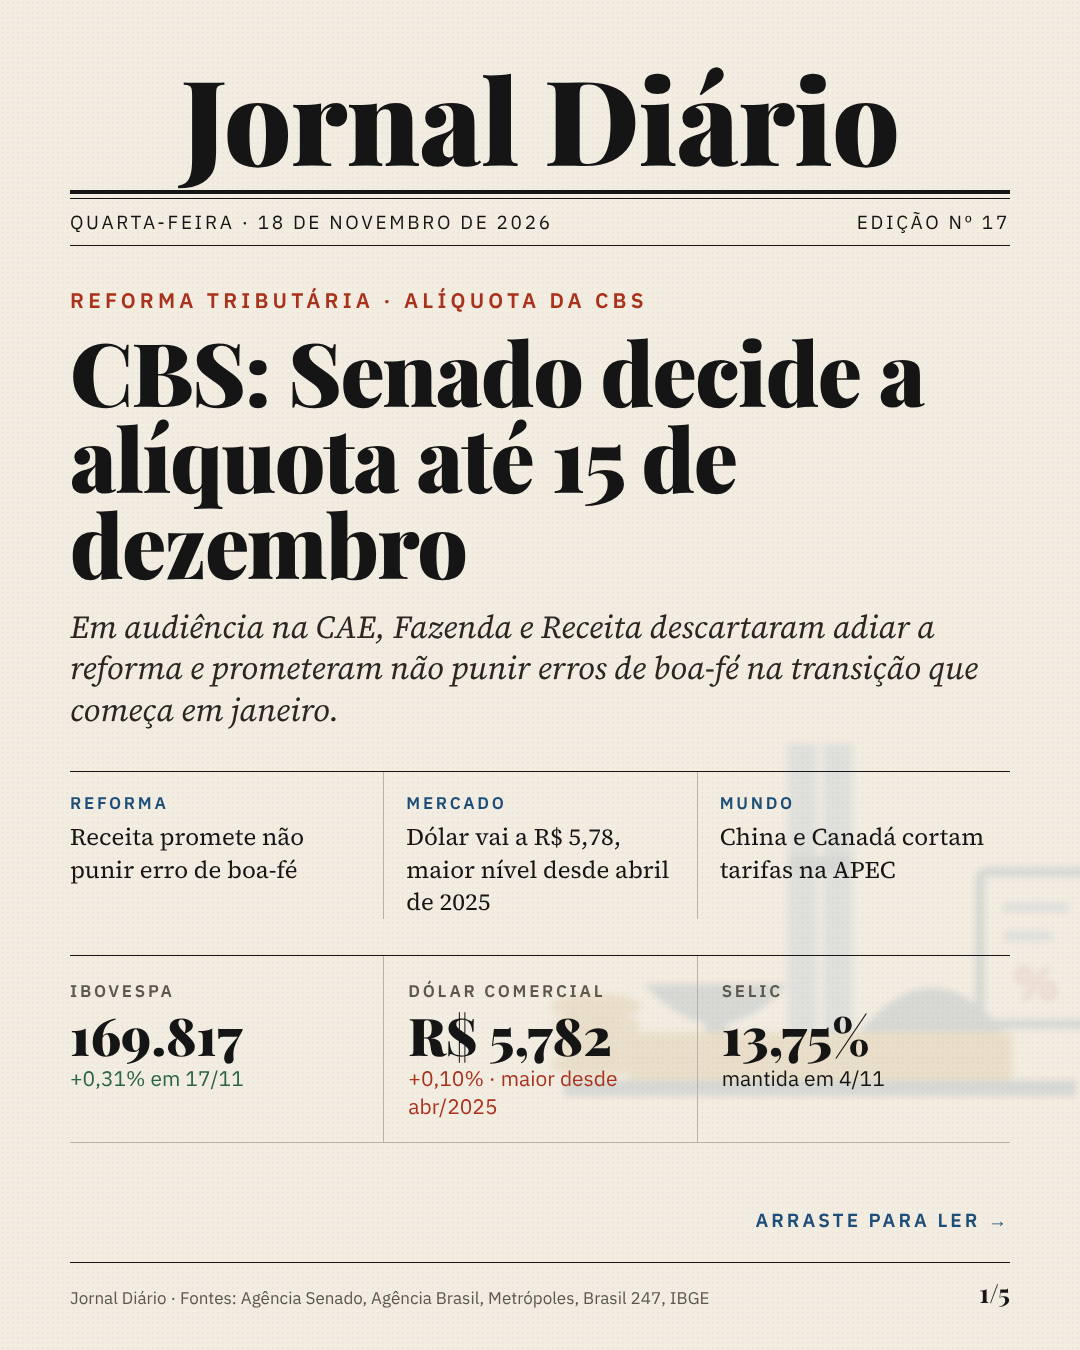 Jornal Diário
QUARTA-FEIRA · 18 DE NOVEMBRO DE 2026
EDIÇÃO Nº 17
REFORMA TRIBUTÁRIA · ALÍQUOTA DA CBS
CBS: Senado decide a
alíquota até 15 de
dezembro
Em audiência na CAE, Fazenda e Receita descartaram adiar a
reforma e prometeram não punir erros de boa-fé na transição que
começa em janeiro.
REFORMA
Receita promete não
punir erro de boa-fé
MERCADO
Dólar vai a R$ 5,78,
maior nível desde abril
de 2025
MUNDO
China e Canadá cortam
tarifas na APEC
%
IBOVESPA
169.817
+0,31% em 17/11
DÓLAR COMERCIAL
R$ 5,782
+0,10% · maior desde
abr/2025
SELIC
13,75%
mantida em 4/11
ARRASTE PARA LER →
Jornal Diário · Fontes: Agência Senado, Agência Brasil, Metrópoles, Brasil 247, IBGE
1/5